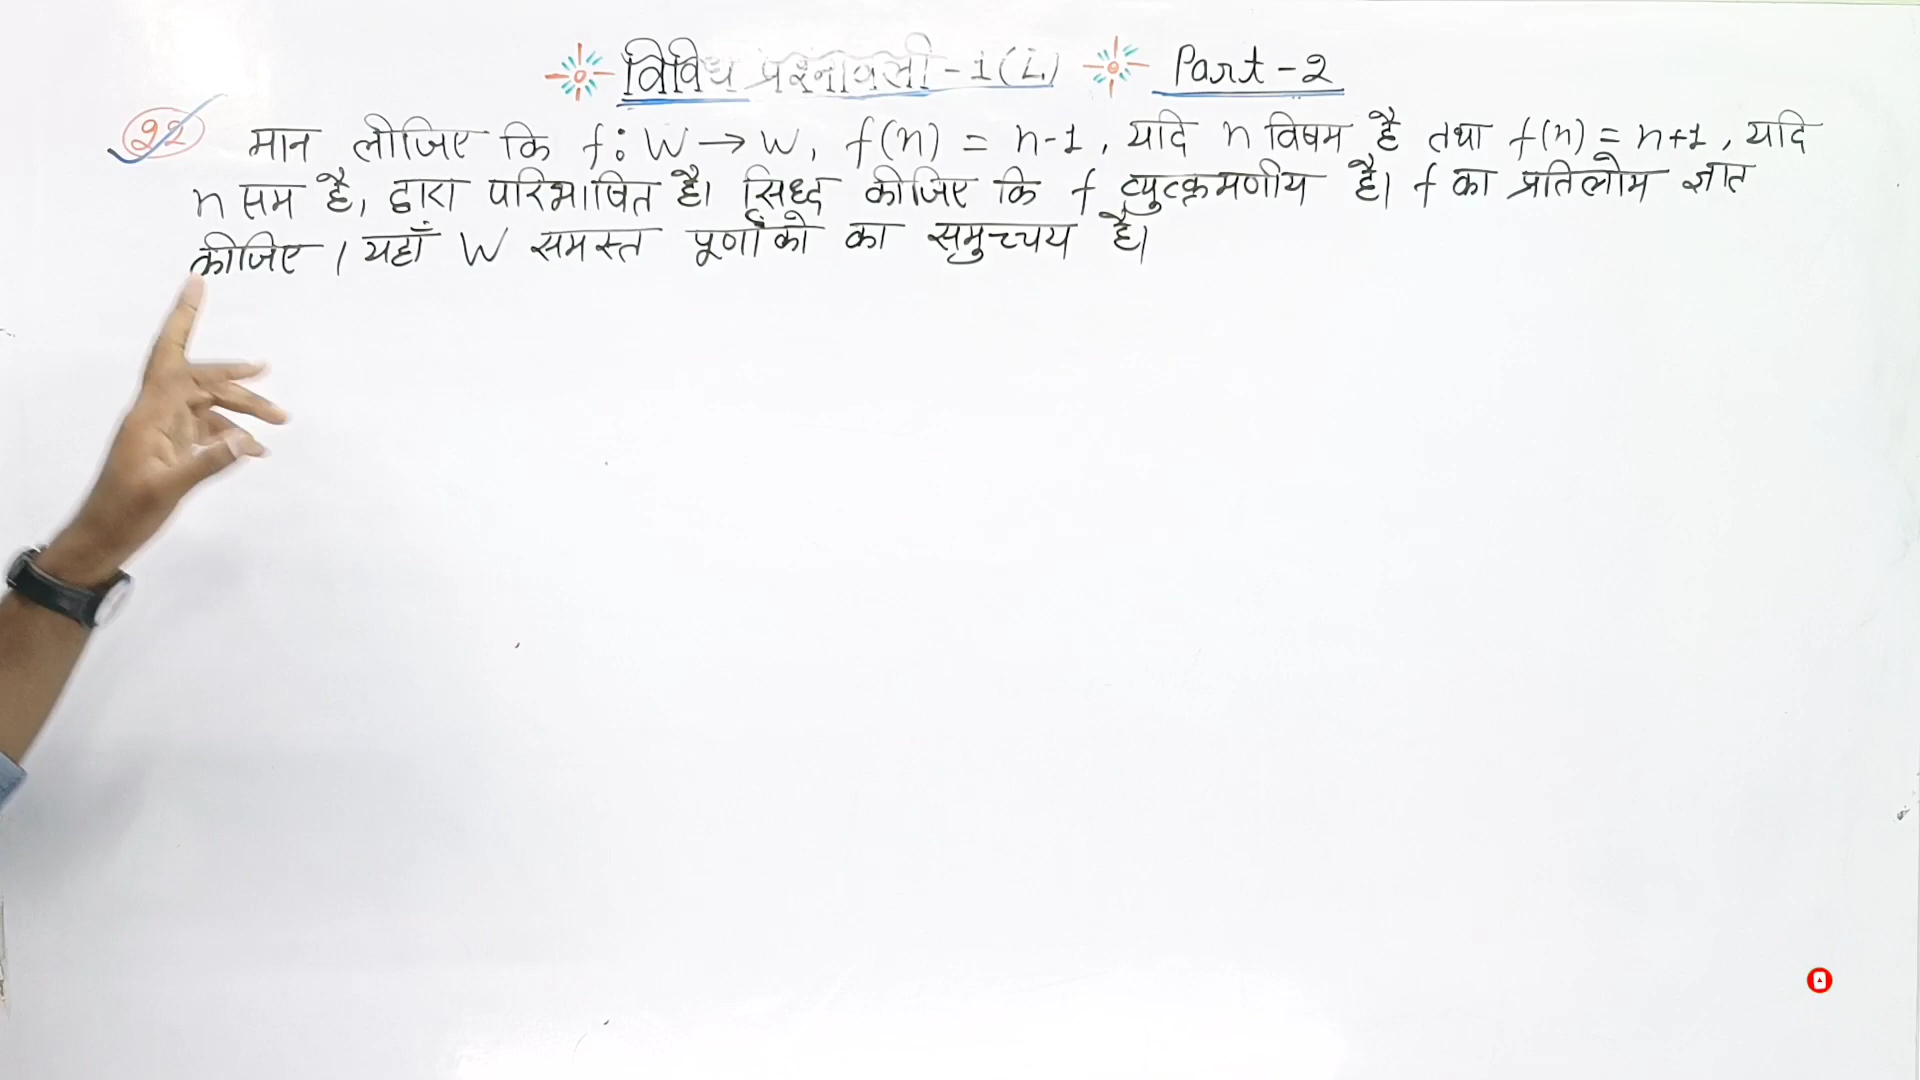 विविध प्रश्नावली - 1 (1.) Part - 2
22 मान लीजिए कि f: W → W, f(n) = n-1, यदि n विषम है तथा f(n) = n+1, यदि
n सम है, द्वारा परिभाषित है। सिध्द कीजिए कि f व्युत्क्रमणीय है। f का प्रतिलोम ज्ञात
कीजिए। यहाँ W समस्त पूर्णांको का समुच्चय है।